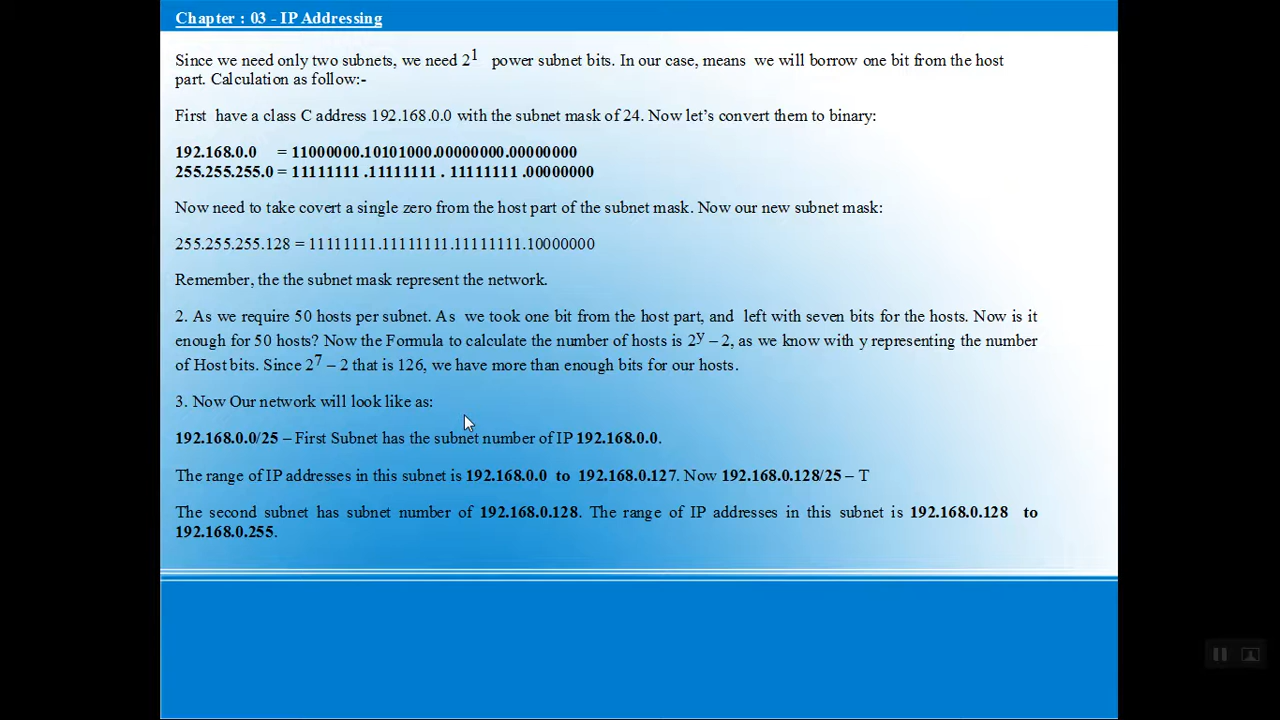 Chapter : 03 - IP Addressing
Since we need only two subnets, we need 2^1 power subnet bits. In our case, means we will borrow one bit from the host
part. Calculation as follow:-
First have a class C address 192.168.0.0 with the subnet mask of 24. Now let’s convert them to binary:
192.168.0.0 = 11000000.10101000.00000000.00000000
255.255.255.0 = 11111111 .11111111 . 11111111 .00000000
Now need to take covert a single zero from the host part of the subnet mask. Now our new subnet mask:
255.255.255.128 = 11111111.11111111.11111111.10000000
Remember, the the subnet mask represent the network.
2. As we require 50 hosts per subnet. As we took one bit from the host part, and left with seven bits for the hosts. Now is it
enough for 50 hosts? Now the Formula to calculate the number of hosts is 2^y – 2, as we know with y representing the number
of Host bits. Since 2^7 – 2 that is 126, we have more than enough bits for our hosts.
3. Now Our network will look like as:
192.168.0.0/25 – First Subnet has the subnet number of IP 192.168.0.0.
The range of IP addresses in this subnet is 192.168.0.0 to 192.168.0.127. Now 192.168.0.128/25 – T
The second subnet has subnet number of 192.168.0.128. The range of IP addresses in this subnet is 192.168.0.128 to
192.168.0.255.